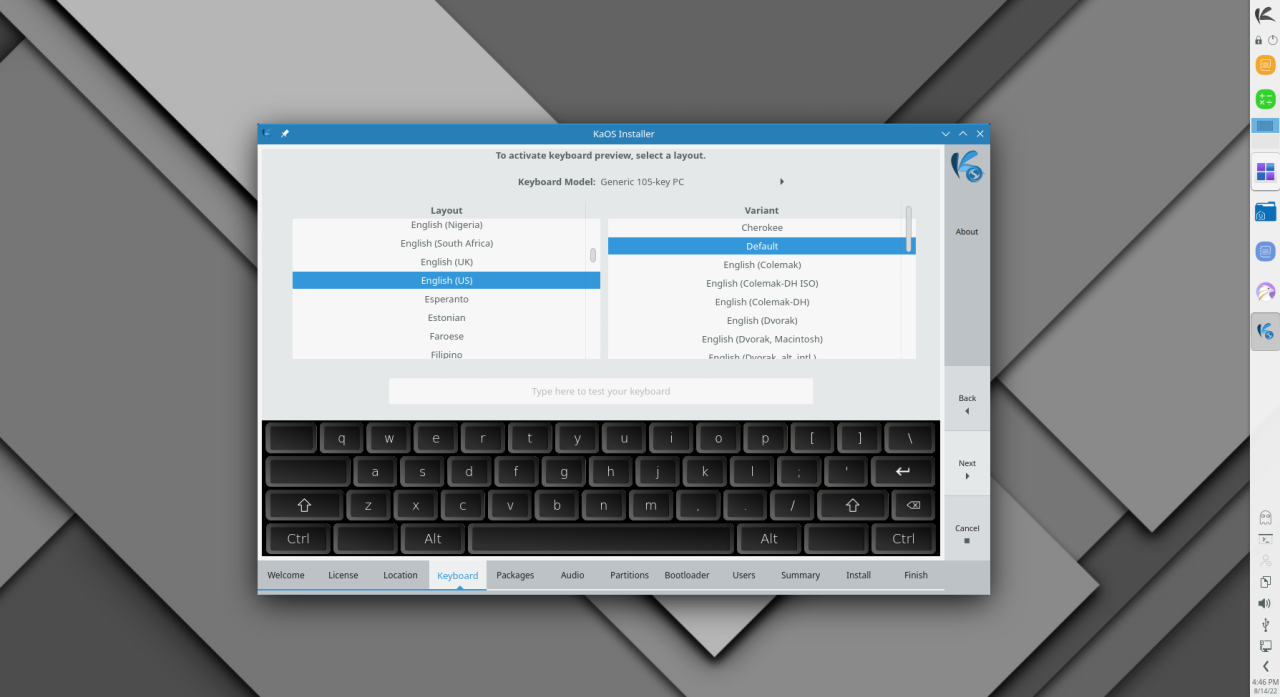 KaOS Installer
To activate keyboard preview, select a layout.
Keyboard Model: Generic 105-key PC
Layout
English (Nigeria)
English (South Africa)
English (UK)
English (US)
Esperanto
Estonian
Faroese
Filipino
Variant
Cherokee
Default
English (Colemak)
English (Colemak-DH ISO)
English (Colemak-DH)
English (Dvorak)
English (Dvorak, Macintosh)
English (Dvorak, alt. intl.)
Type here to test your keyboard
q w e r t y u i o p [ ] \
a s d f g h j k l ; '
z x c v b n m , . /
Ctrl Alt Alt Ctrl
About
Back
Next
Cancel
Welcome License Location Keyboard Packages Audio Partitions Bootloader Users Summary Install Finish
4:46 PM
8/14/22